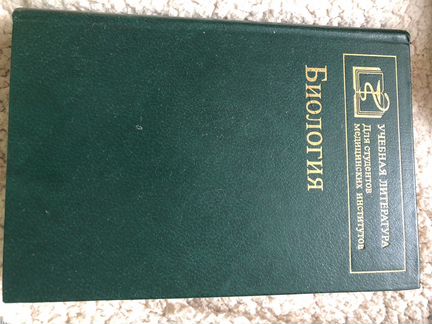 УЧЕБНАЯ ЛИТЕРАТУРА
Для студентов
медицинских институтов
Биология